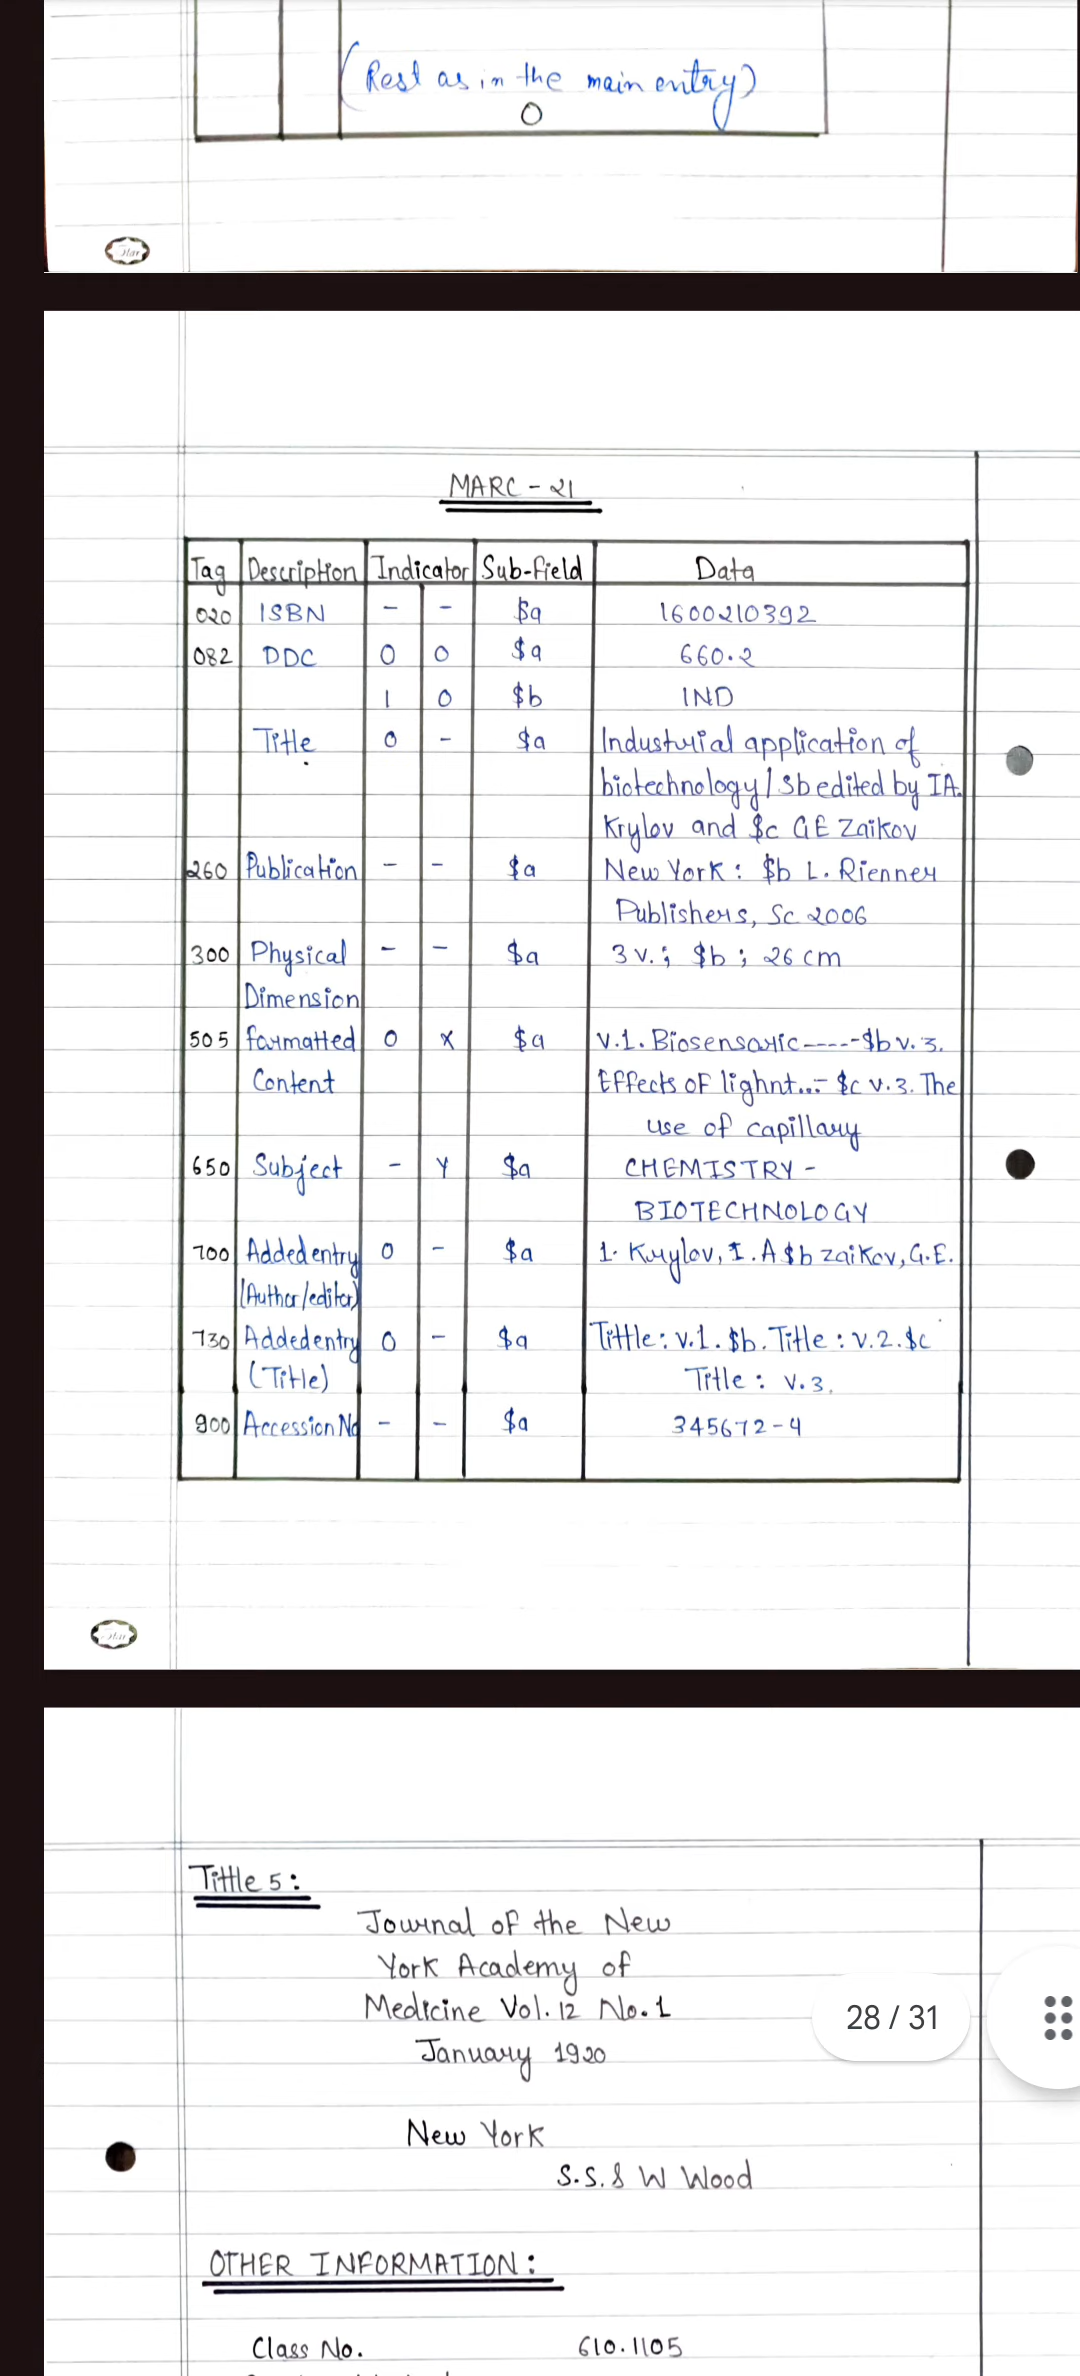 (Rest as in the main entry)
O
MARC - 21
Tag Description Indicator Sub-field Data
020 ISBN - - $a 1600210392
082 DDC 0 0 $a 660.2
1 0 $b IND
Title 0 - $a Industrial application of
biotechnology / $b edited by IA.
Krylov and $c GE Zaikov
260 Publication - - $a New York : $b L. Rienner
Publishers, Sc 2006
300 Physical - - $a 3 v. ; $b ; 26 cm
Dimension
505 formatted 0 X $a v.1. Biosensoric-----$b v. 3.
Content Effects of lighnt...- $c v.3. The
use of capillary
650 Subject - Y $a CHEMISTRY -
BIOTECHNOLOGY
700 Added entry 0 - $a 1. Krylov, I. A $b zaikov, G.E.
(Author/editor)
730 Added entry 0 - $a Tittle : v.1. $b. Title : v.2. $c
(Title) Title : v.3.
900 Accession No - - $a 345672-4
Tittle 5 :
Journal of the New
York Academy of
Medicine Vol. 12 No. 1
January 1920
28 / 31
New York
S.S. & W Wood
OTHER INFORMATION :
Class No. 610.1105